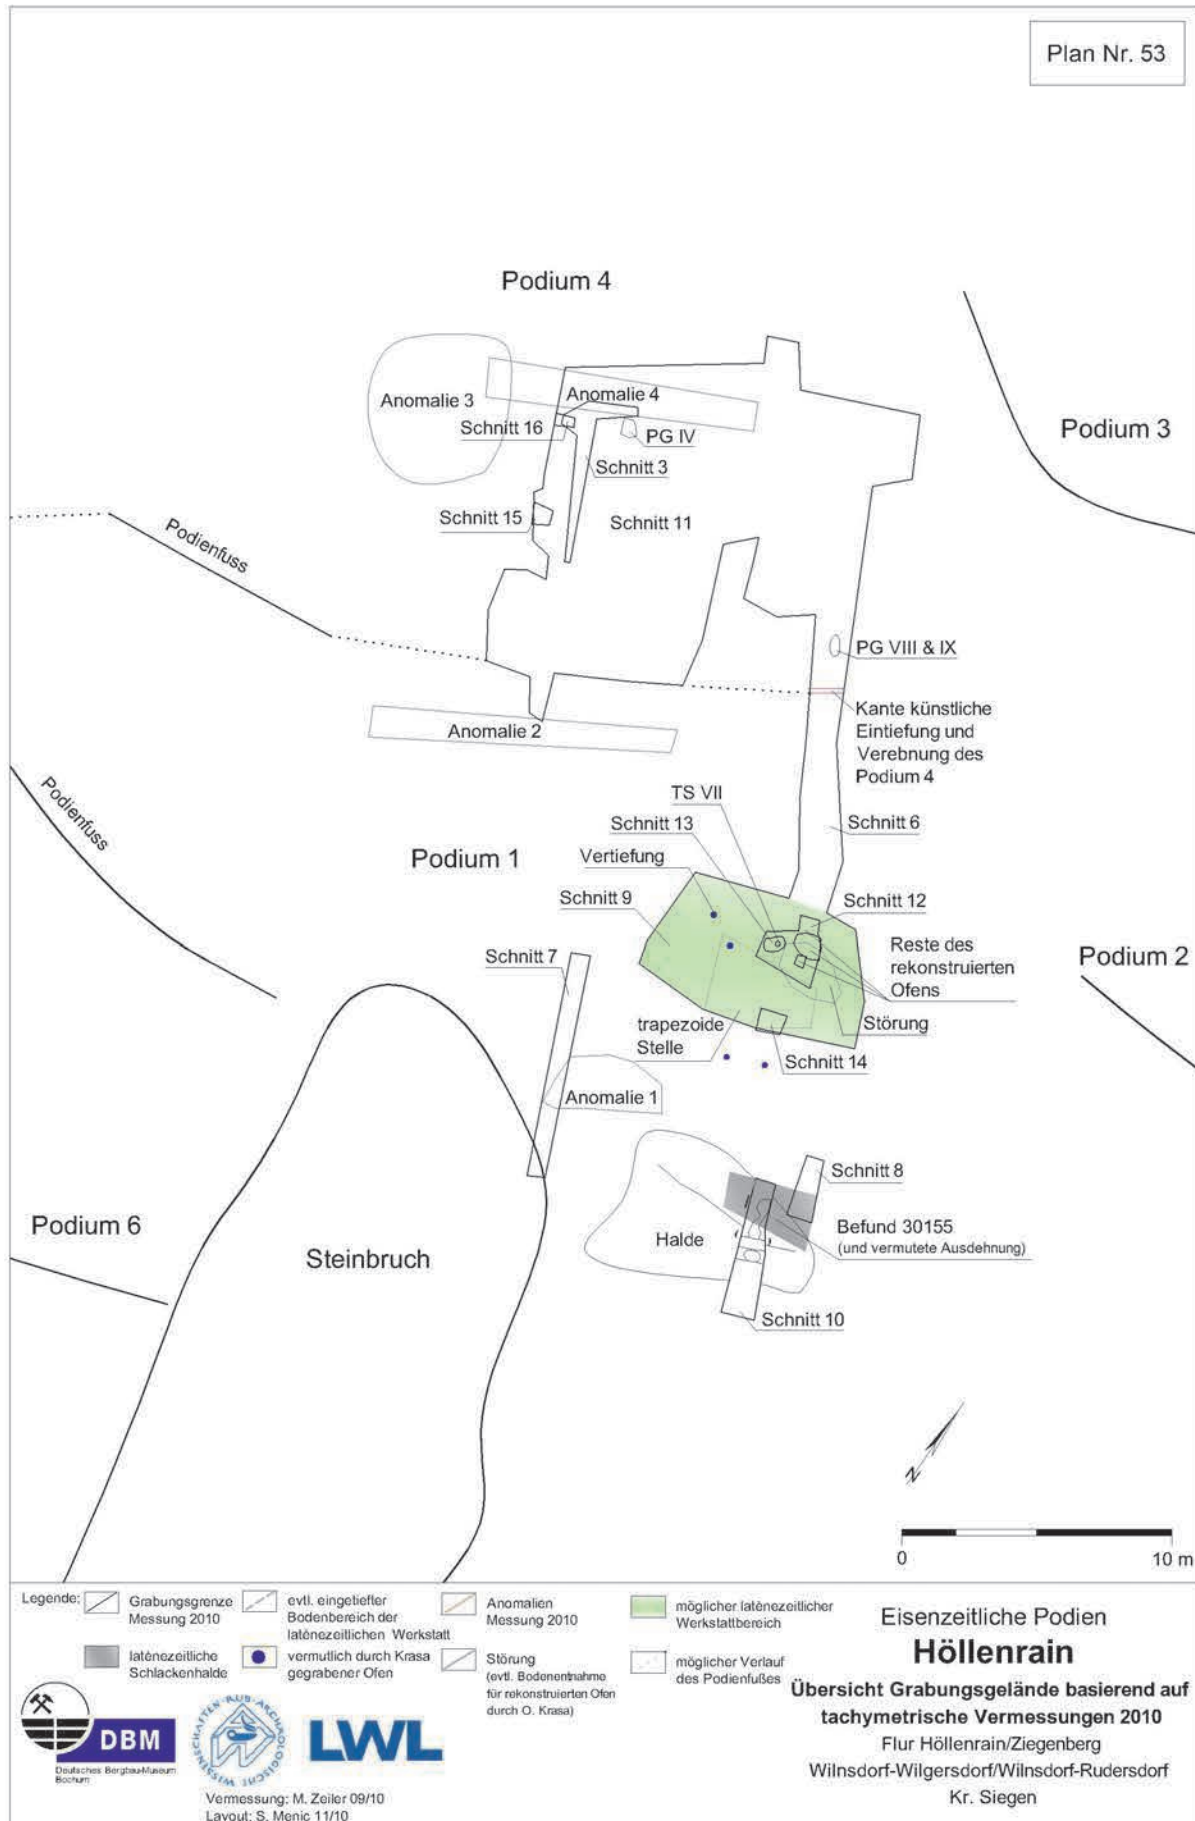 Plan Nr. 53
Podium 4
Anomalie 3
Anomalie 4
Schnitt 16
PG IV
Podium 3
Schnitt 3
Schnitt 15
Schnitt 11
Podienfuss
PG VIII & IX
Kante künstliche
Eintiefung und
Verebnung des
Podium 4
Anomalie 2
Podienfuss
TS VII
Schnitt 13
Schnitt 6
Podium 1
Vertiefung
Schnitt 9
Schnitt 12
Schnitt 7
Reste des
rekonstruierten
Ofens
Podium 2
trapezoide
Stelle
Störung
Schnitt 14
Anomalie 1
Schnitt 8
Podium 6
Halde
Befund 30155
(und vermutete Ausdehnung)
Steinbruch
Schnitt 10
N
0 10 m
Legende:
Grabungsgrenze
Messung 2010
evtl. eingetiefter
Bodenbereich der
latènezeitlichen Werkstatt
Anomalien
Messung 2010
möglicher latènezeitlicher
Werkstattbereich
latènezeitliche
Schlackenhalde
vermutlich durch Krasa
gegrabener Ofen
Störung
(evtl. Bodenentnahme
für rekonstruierten Ofen
durch O. Krasa)
möglicher Verlauf
des Podienfußes
Eisenzeitliche Podien
Höllenrain
Übersicht Grabungsgelände basierend auf
tachymetrische Vermessungen 2010
Flur Höllenrain/Ziegenberg
Wilnsdorf-Wilgersdorf/Wilnsdorf-Rudersdorf
Kr. Siegen
DBM
Deutsches Bergbau-Museum
Bochum
LWL
Vermessung: M. Zeiler 09/10
Layout: S. Menic 11/10